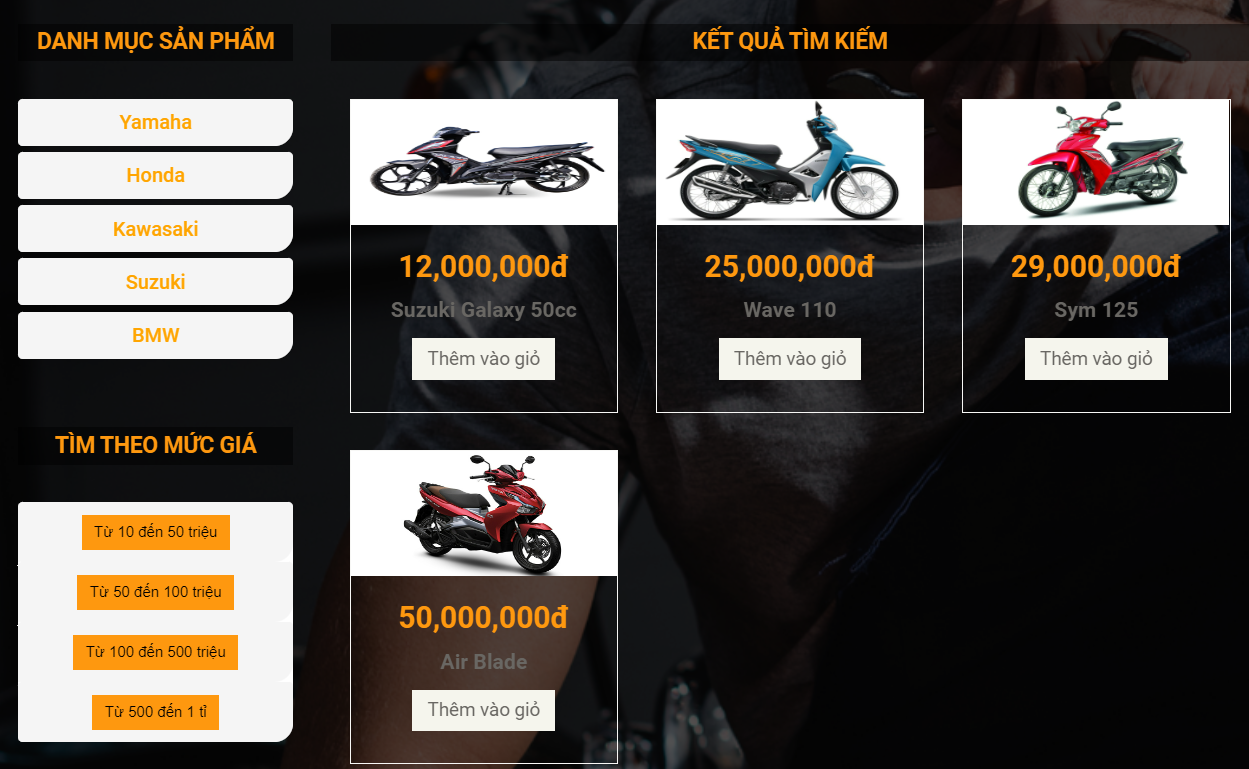 DANH MỤC SẢN PHẨM
Yamaha
Honda
Kawasaki
Suzuki
BMW
TÌM THEO MỨC GIÁ
Từ 10 đến 50 triệu
Từ 50 đến 100 triệu
Từ 100 đến 500 triệu
Từ 500 đến 1 tỉ
KẾT QUẢ TÌM KIẾM
12,000,000đ
Suzuki Galaxy 50cc
Thêm vào giỏ
25,000,000đ
Wave 110
Thêm vào giỏ
29,000,000đ
Sym 125
Thêm vào giỏ
50,000,000đ
Air Blade
Thêm vào giỏ